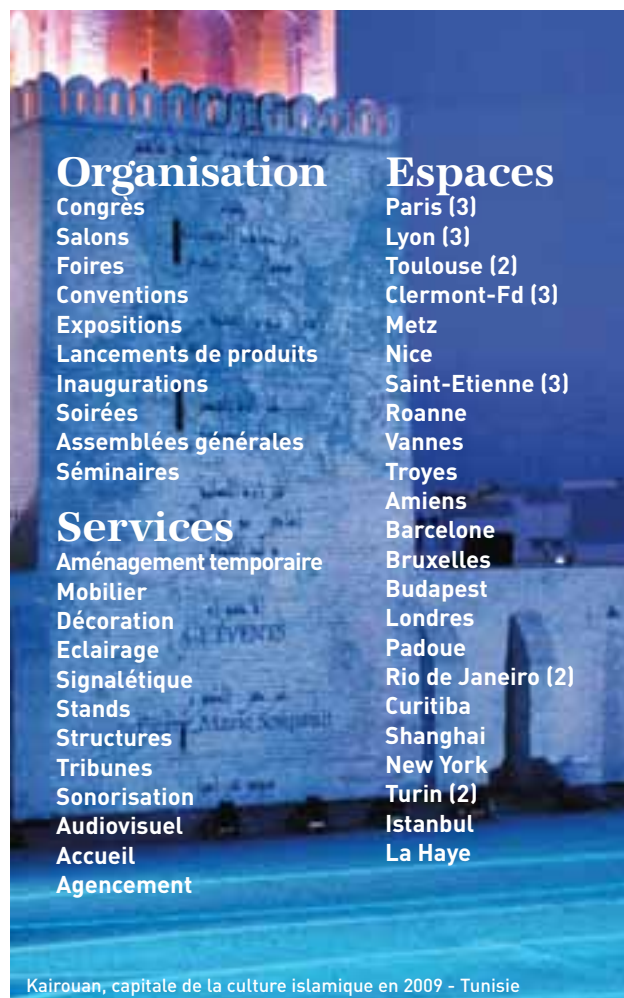 Organisation
Congrès
Salons
Foires
Conventions
Expositions
Lancements de produits
Inaugurations
Soirées
Assemblées générales
Séminaires
Services
Aménagement temporaire
Mobilier
Décoration
Eclairage
Signalétique
Stands
Structures
Tribunes
Sonorisation
Audiovisuel
Accueil
Agencement
Espaces
Paris (3)
Lyon (3)
Toulouse (2)
Clermont-Fd (3)
Metz
Nice
Saint-Etienne (3)
Roanne
Vannes
Troyes
Amiens
Barcelone
Bruxelles
Budapest
Londres
Padoue
Rio de Janeiro (2)
Curitiba
Shanghai
New York
Turin (2)
Istanbul
La Haye
Kairouan, capitale de la culture islamique en 2009 - Tunisie